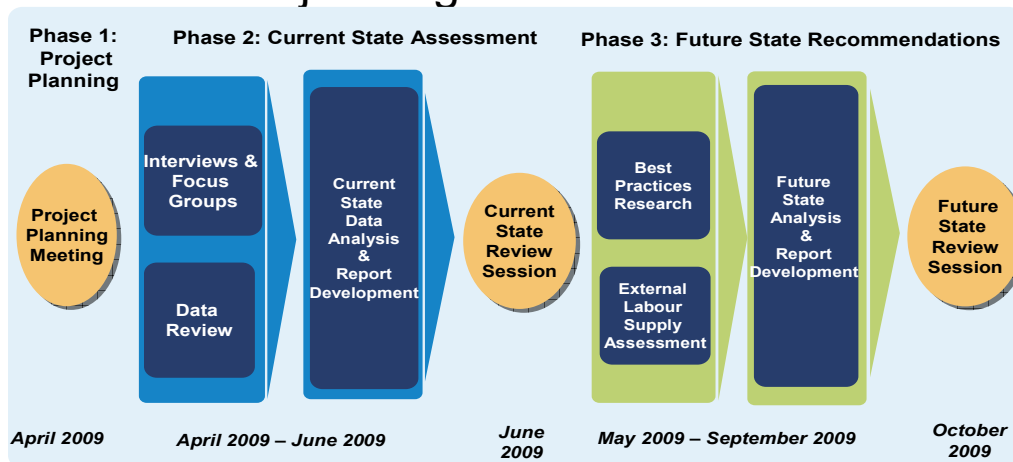 Phase 1:
Project
Planning
Phase 2: Current State Assessment
Phase 3: Future State Recommendations
Project
Planning
Meeting
Interviews &
Focus
Groups
Data
Review
Current
State
Data
Analysis
&
Report
Development
Current
State
Review
Session
Best
Practices
Research
External
Labour
Supply
Assessment
Future
State
Analysis
&
Report
Development
Future
State
Review
Session
April 2009
April 2009 – June 2009
June
2009
May 2009 – September 2009
October
2009